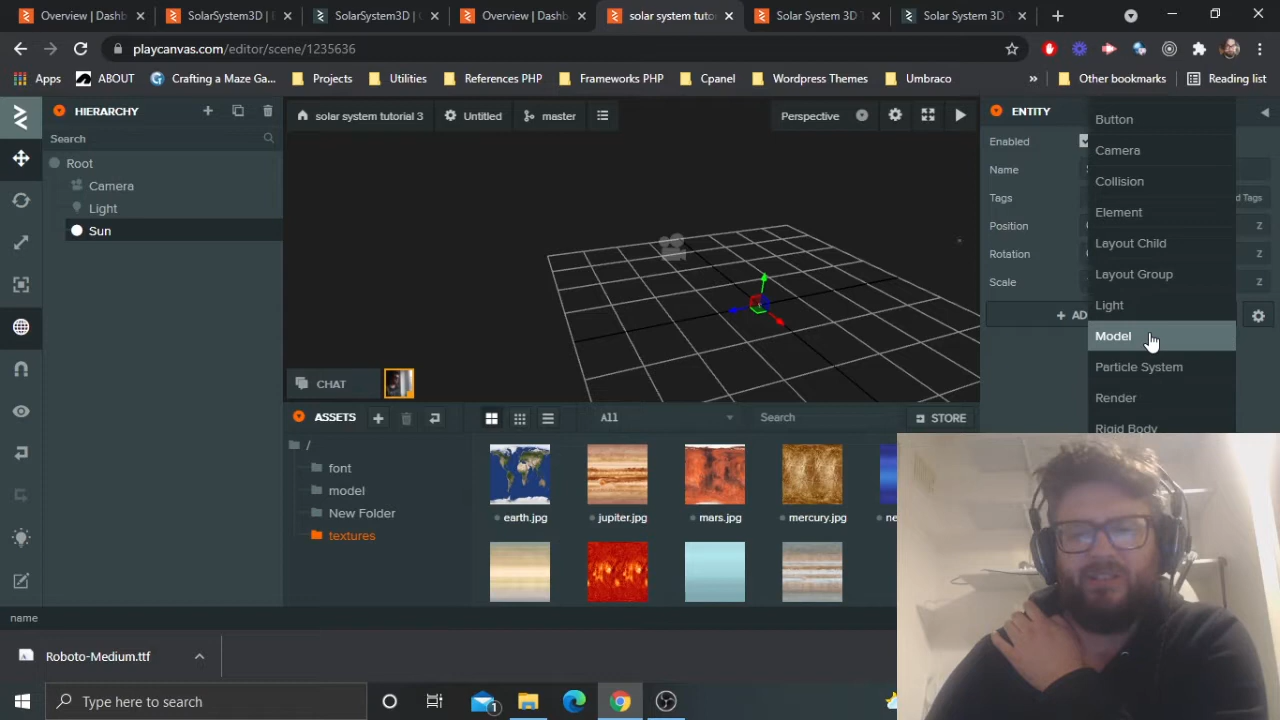 Overview | Dashb
SolarSystem3D | E
SolarSystem3D | C
Overview | Dashb
solar system tuto
Solar System 3D T
Solar System 3D T
playcanvas.com/editor/scene/1235636
Apps
ABOUT
Crafting a Maze Ga...
Projects
Utilities
References PHP
Frameworks PHP
Cpanel
Wordpress Themes
Umbraco
»
Other bookmarks
Reading list
HIERARCHY
Search
Root
Camera
Light
Sun
solar system tutorial 3
Untitled
master
Perspective
ENTITY
Enabled
Name
Tags
Position
Z
Rotation
Z
Scale
Z
Button
Camera
Collision
Element
Layout Child
Layout Group
Light
Model
Particle System
Render
Rigid Body
CHAT
ASSETS
All
Search
STORE
/
font
model
New Folder
textures
earth.jpg
jupiter.jpg
mars.jpg
mercury.jpg
ne
name
Roboto-Medium.ttf
Type here to search
1